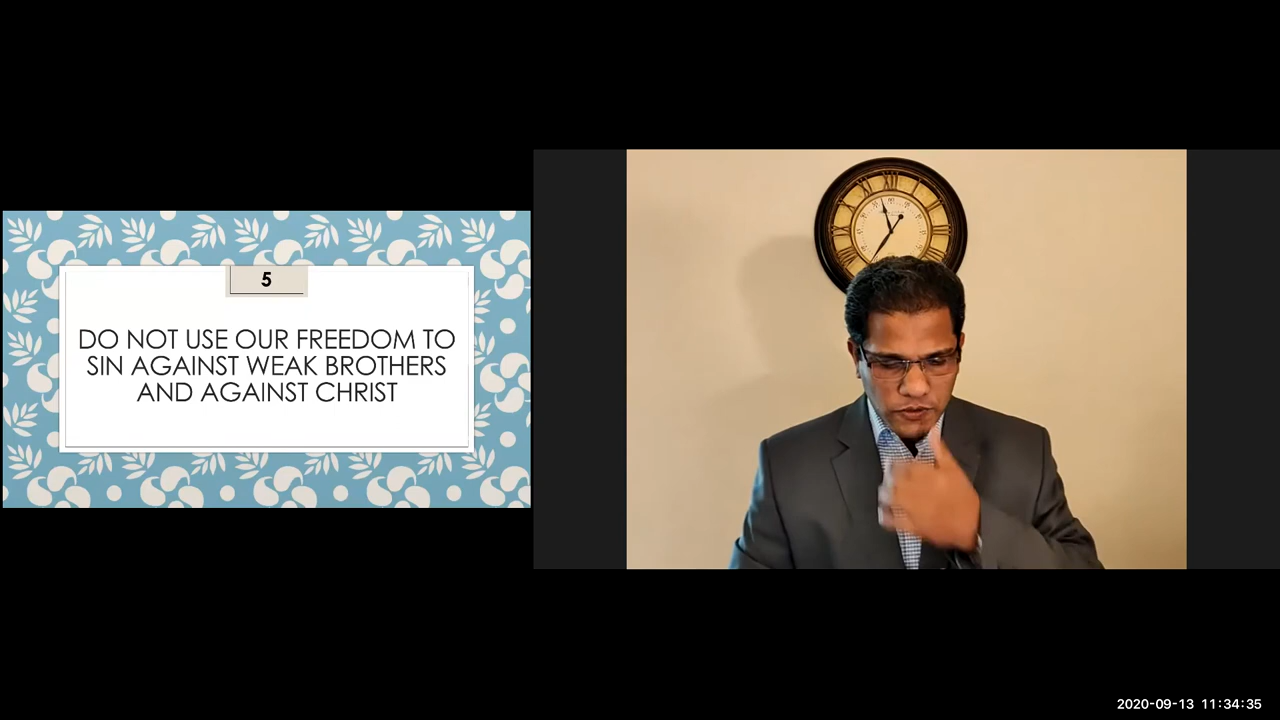 5
DO NOT USE OUR FREEDOM TO
SIN AGAINST WEAK BROTHERS
AND AGAINST CHRIST
2020-09-13 11:34:35